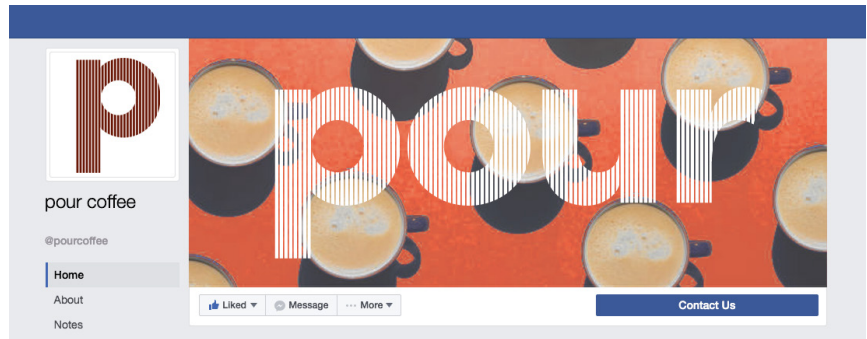 p
pour
pour coffee
@pourcoffee
Home
About
Notes
Liked
Message
More
Contact Us